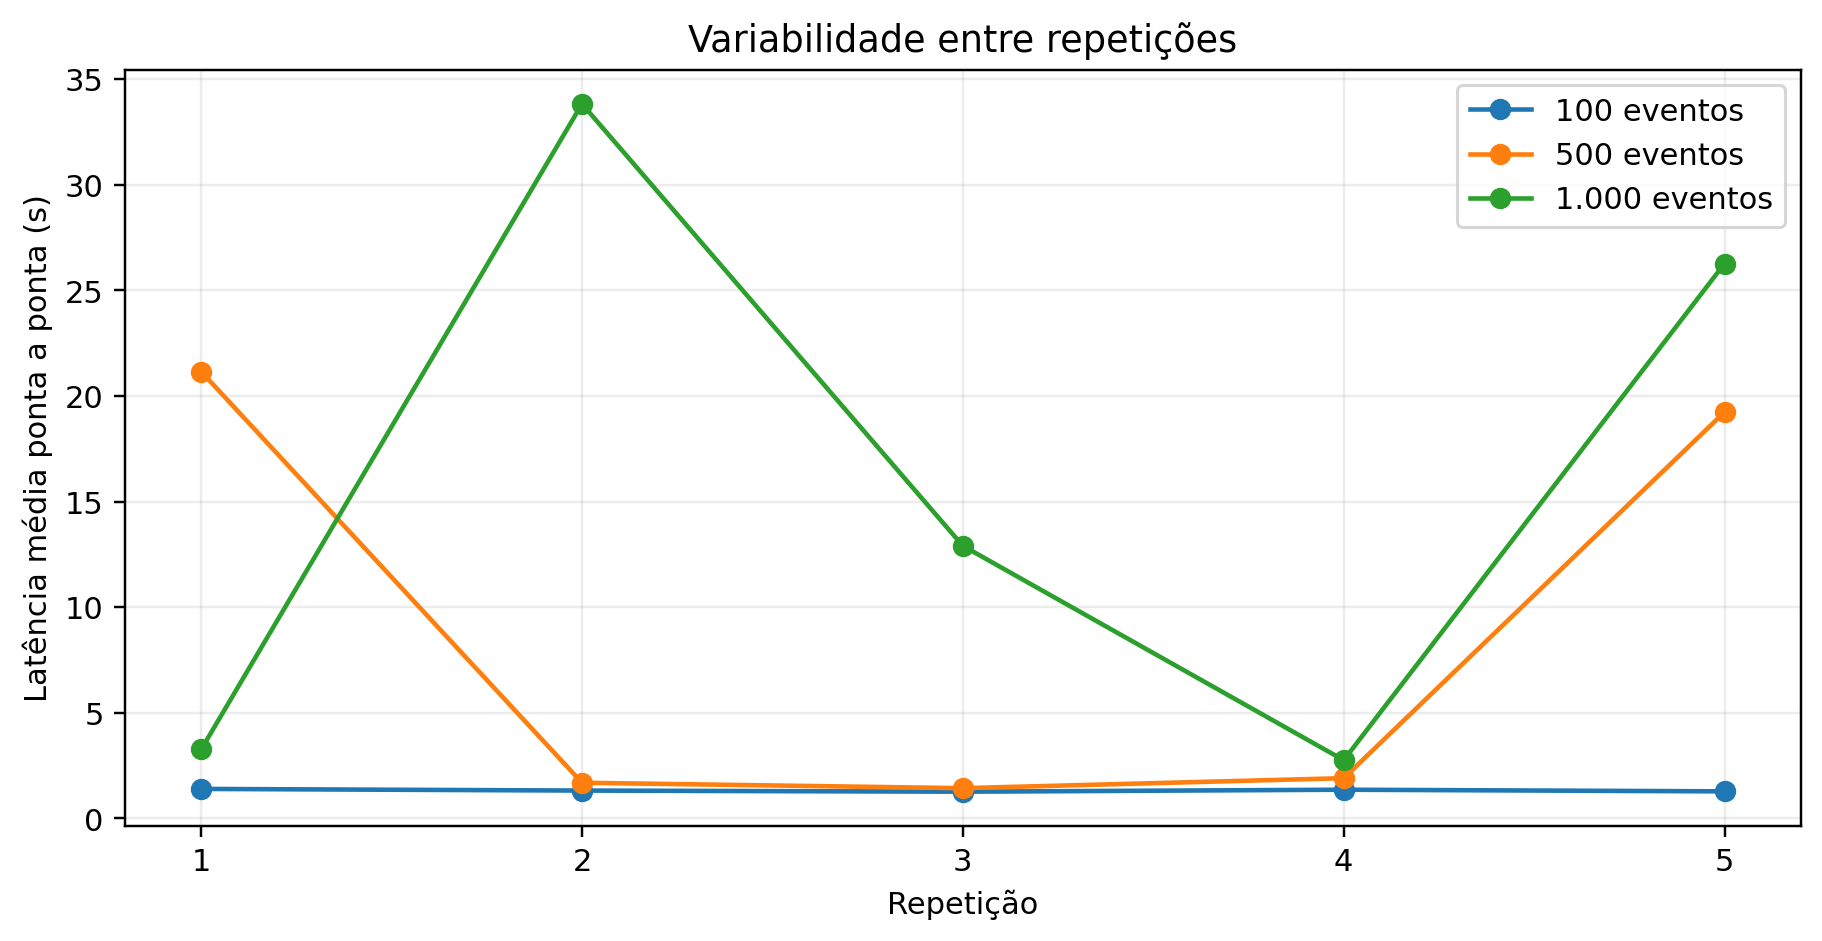 Variabilidade entre repetições
Latência média ponta a ponta (s)
35
30
25
20
15
10
5
0
100 eventos
500 eventos
1.000 eventos
1 2 3 4 5
Repetição